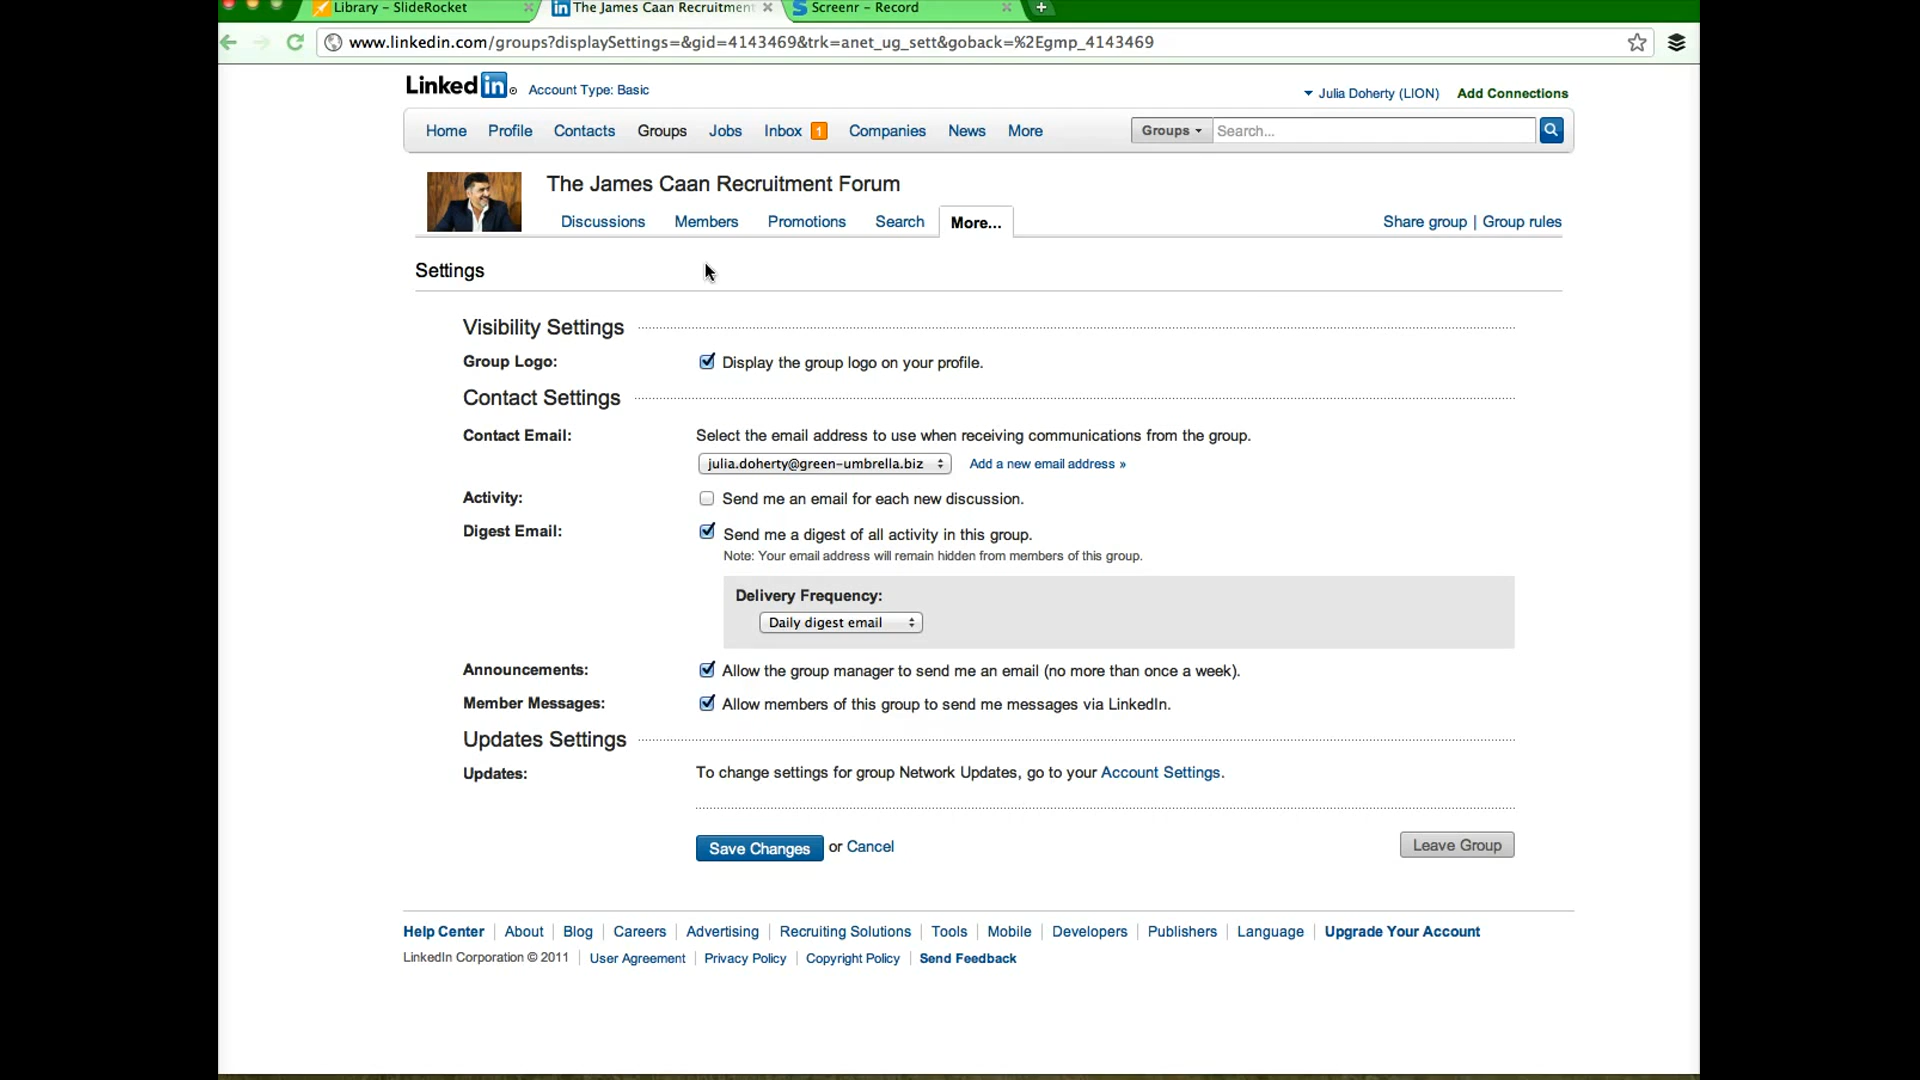 Library – SlideRocket
The James Caan Recruitment
Screenr – Record
www.linkedin.com/groups?displaySettings=&gid=4143469&trk=anet_ug_sett&goback=%2Egmp_4143469
Linked in Account Type: Basic
Julia Doherty (LION) Add Connections
Home Profile Contacts Groups Jobs Inbox 1 Companies News More Groups Search...
The James Caan Recruitment Forum
Discussions Members Promotions Search More... Share group | Group rules
Settings
Visibility Settings
Group Logo: Display the group logo on your profile.
Contact Settings
Contact Email: Select the email address to use when receiving communications from the group.
julia.doherty@green-umbrella.biz Add a new email address »
Activity: Send me an email for each new discussion.
Digest Email: Send me a digest of all activity in this group.
Note: Your email address will remain hidden from members of this group.
Delivery Frequency:
Daily digest email
Announcements: Allow the group manager to send me an email (no more than once a week).
Member Messages: Allow members of this group to send me messages via LinkedIn.
Updates Settings
Updates: To change settings for group Network Updates, go to your Account Settings.
Save Changes or Cancel Leave Group
Help Center About Blog Careers Advertising Recruiting Solutions Tools Mobile Developers Publishers Language Upgrade Your Account
LinkedIn Corporation © 2011 User Agreement Privacy Policy Copyright Policy Send Feedback